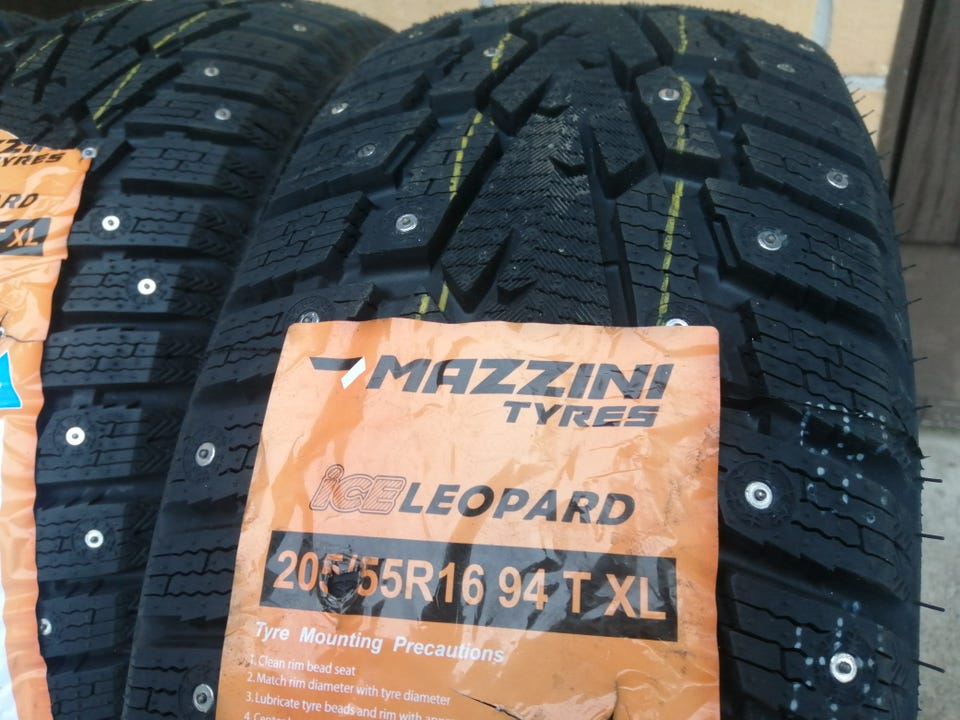 TYRES
XL
MAZZINI
TYRES
iCE LEOPARD
205/55R16 94 T XL
Tyre Mounting Precautions
1. Clean rim bead seat
2. Match rim diameter with tyre diameter
3. Lubricate tyre beads and rim with